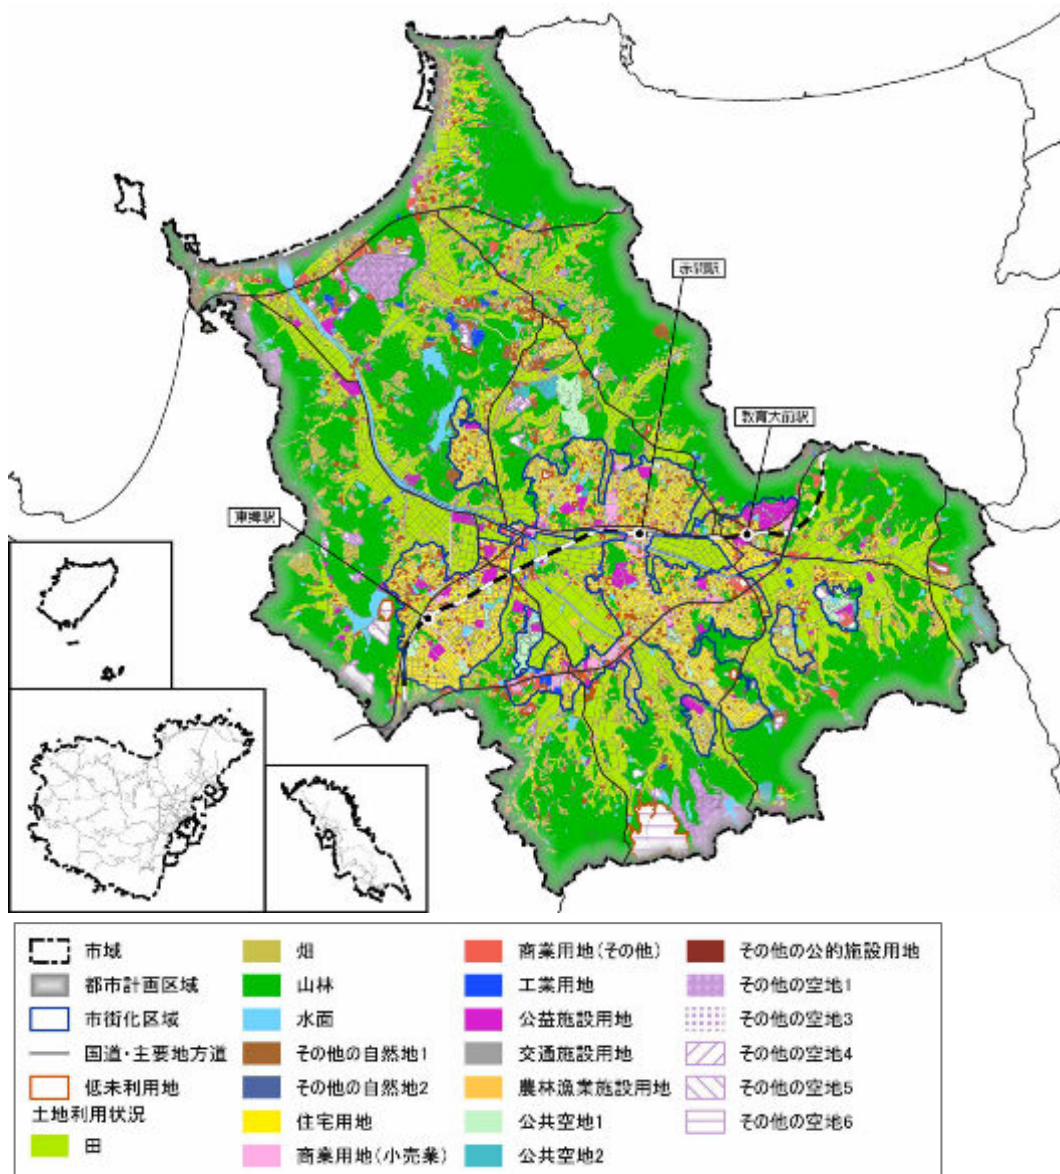 赤間駅
教育大前駅
東郷駅
市域
都市計画区域
市街化区域
国道・主要地方道
低未利用地
土地利用状況
田
畑
山林
水面
その他の自然地1
その他の自然地2
住宅用地
商業用地(小売業)
商業用地(その他)
工業用地
公益施設用地
交通施設用地
農林漁業施設用地
公共空地1
公共空地2
その他の公的施設用地
その他の空地1
その他の空地3
その他の空地4
その他の空地5
その他の空地6